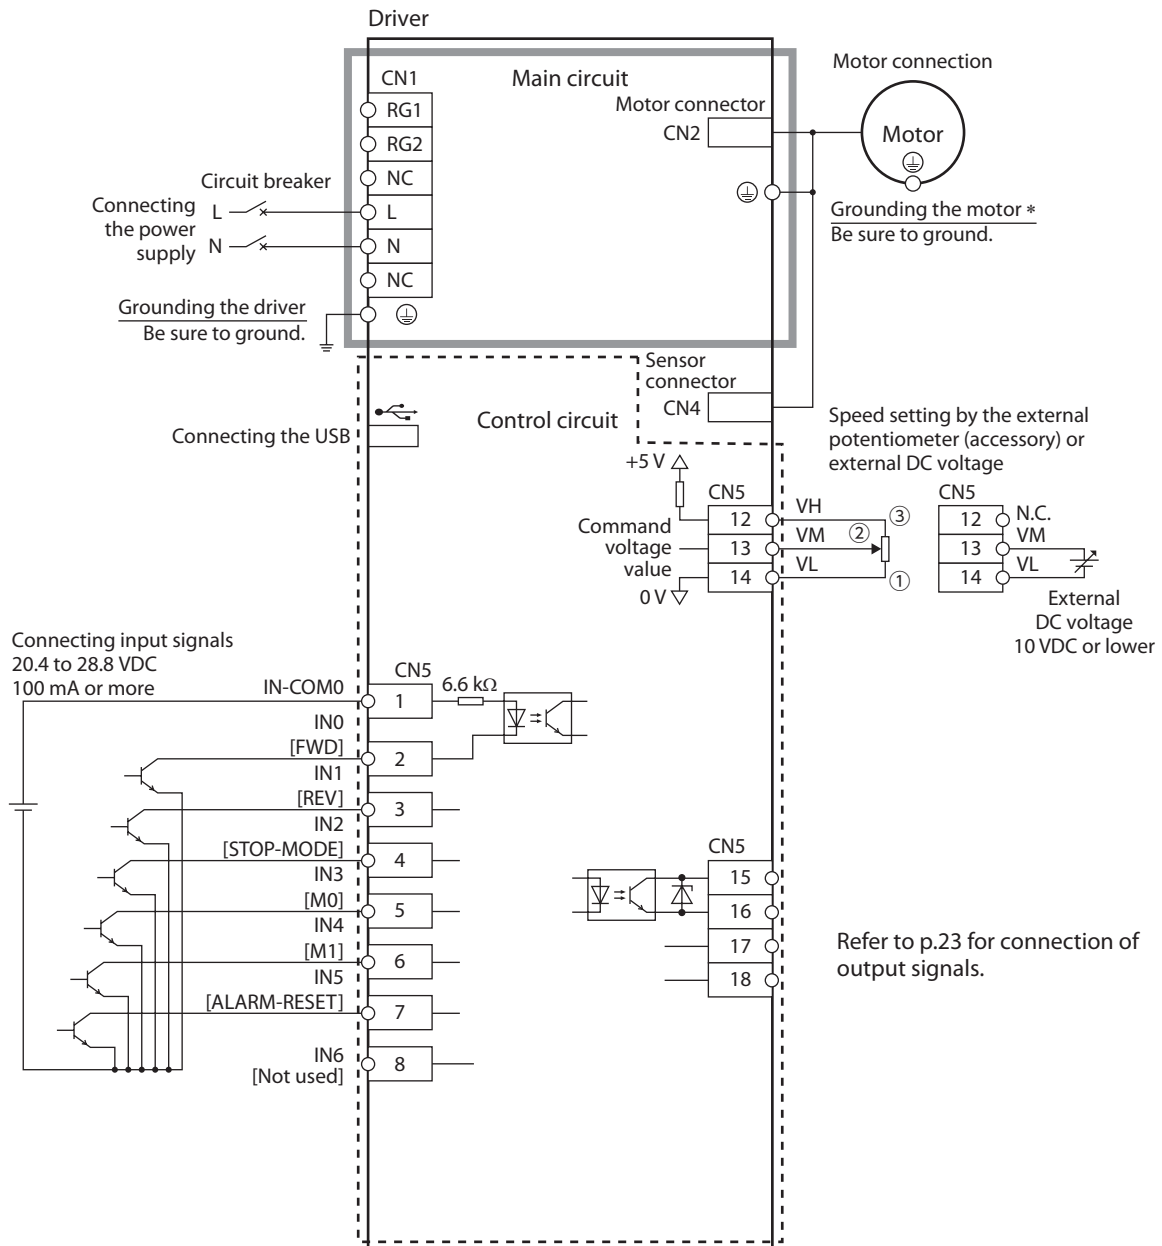 Driver
CN1
Main circuit
Motor connection
RG1
Motor connector
RG2
CN2
Motor
NC
Circuit breaker
Connecting
the power
supply
L
L
N
N
Grounding the motor *
Be sure to ground.
NC
Grounding the driver
Be sure to ground.
Sensor
connector
CN4
Connecting the USB
Control circuit
Speed setting by the external
potentiometer (accessory) or
external DC voltage
+5 V
CN5
CN5
Command
voltage
value
12
VH
③
12
N.C.
13
VM
②
13
VM
14
VL
①
14
VL
0 V
External
DC voltage
10 VDC or lower
Connecting input signals
20.4 to 28.8 VDC
100 mA or more
CN5
IN-COM0
1
6.6 kΩ
IN0
[FWD]
2
IN1
[REV]
3
IN2
[STOP-MODE]
4
IN3
[M0]
5
IN4
[M1]
6
IN5
[ALARM-RESET]
7
IN6
[Not used]
8
CN5
15
16
17
18
Refer to p.23 for connection of
output signals.